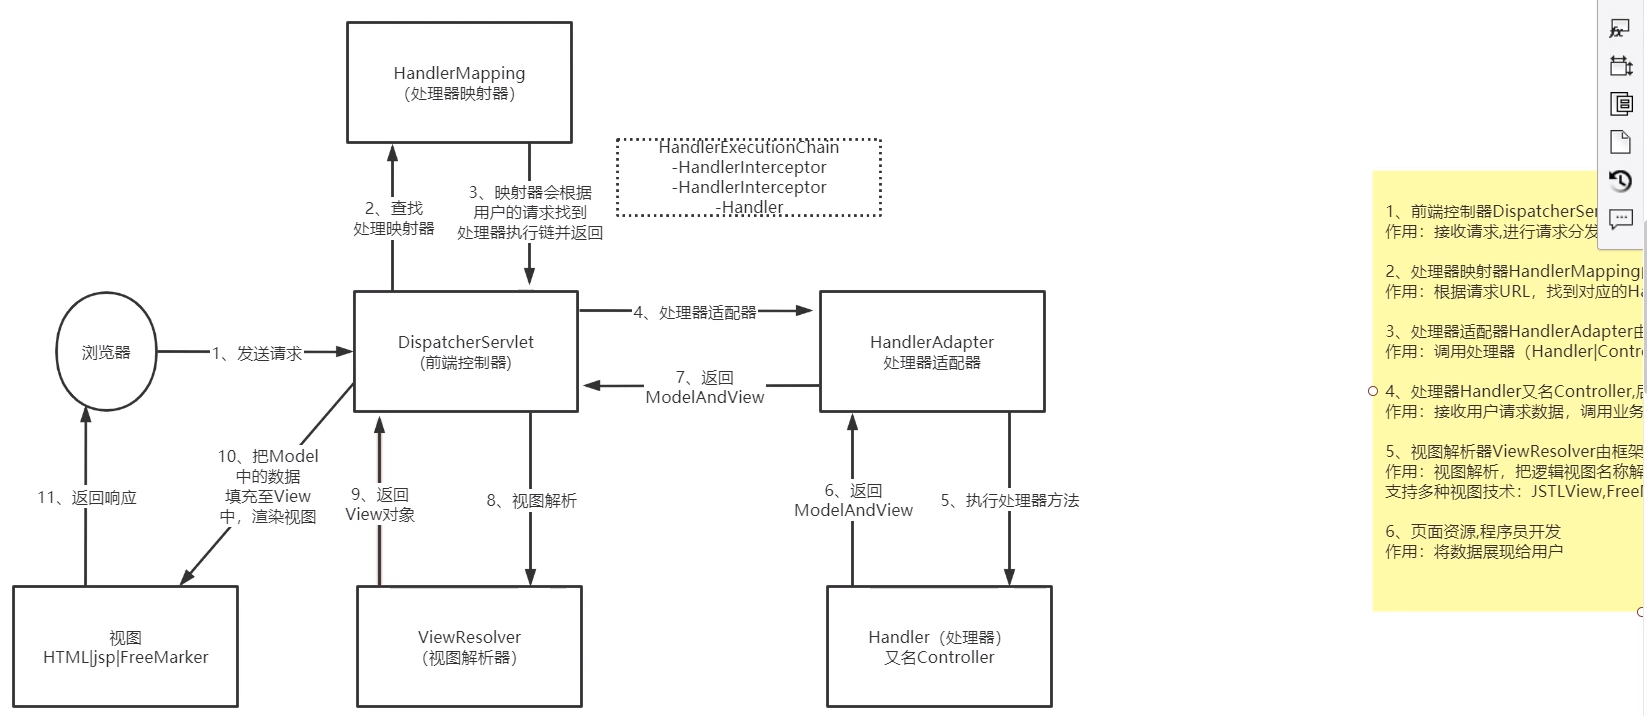 HandlerMapping
（处理器映射器）
HandlerExecutionChain
-HandlerInterceptor
-HandlerInterceptor
-Handler
2、查找
处理映射器
3、映射器会根据
用户的请求找到
处理器执行链并返回
浏览器
1、发送请求
DispatcherServlet
(前端控制器)
4、处理器适配器
7、返回
ModelAndView
HandlerAdapter
处理器适配器
10、把Model
中的数据
填充至View
中，渲染视图
11、返回响应
9、返回
View对象
8、视图解析
6、返回
ModelAndView
5、执行处理器方法
视图
HTML|jsp|FreeMarker
ViewResolver
（视图解析器）
Handler（处理器）
又名Controller
1、前端控制器DispatcherSer
作用：接收请求,进行请求分发
2、处理器映射器HandlerMapping
作用：根据请求URL，找到对应的Ha
3、处理器适配器HandlerAdapter由
作用：调用处理器（Handler|Contr
4、处理器Handler又名Controller,后
作用：接收用户请求数据，调用业务
5、视图解析器ViewResolver由框架
作用：视图解析，把逻辑视图名称解
支持多种视图技术：JSTLView,Free
6、页面资源,程序员开发
作用：将数据展现给用户